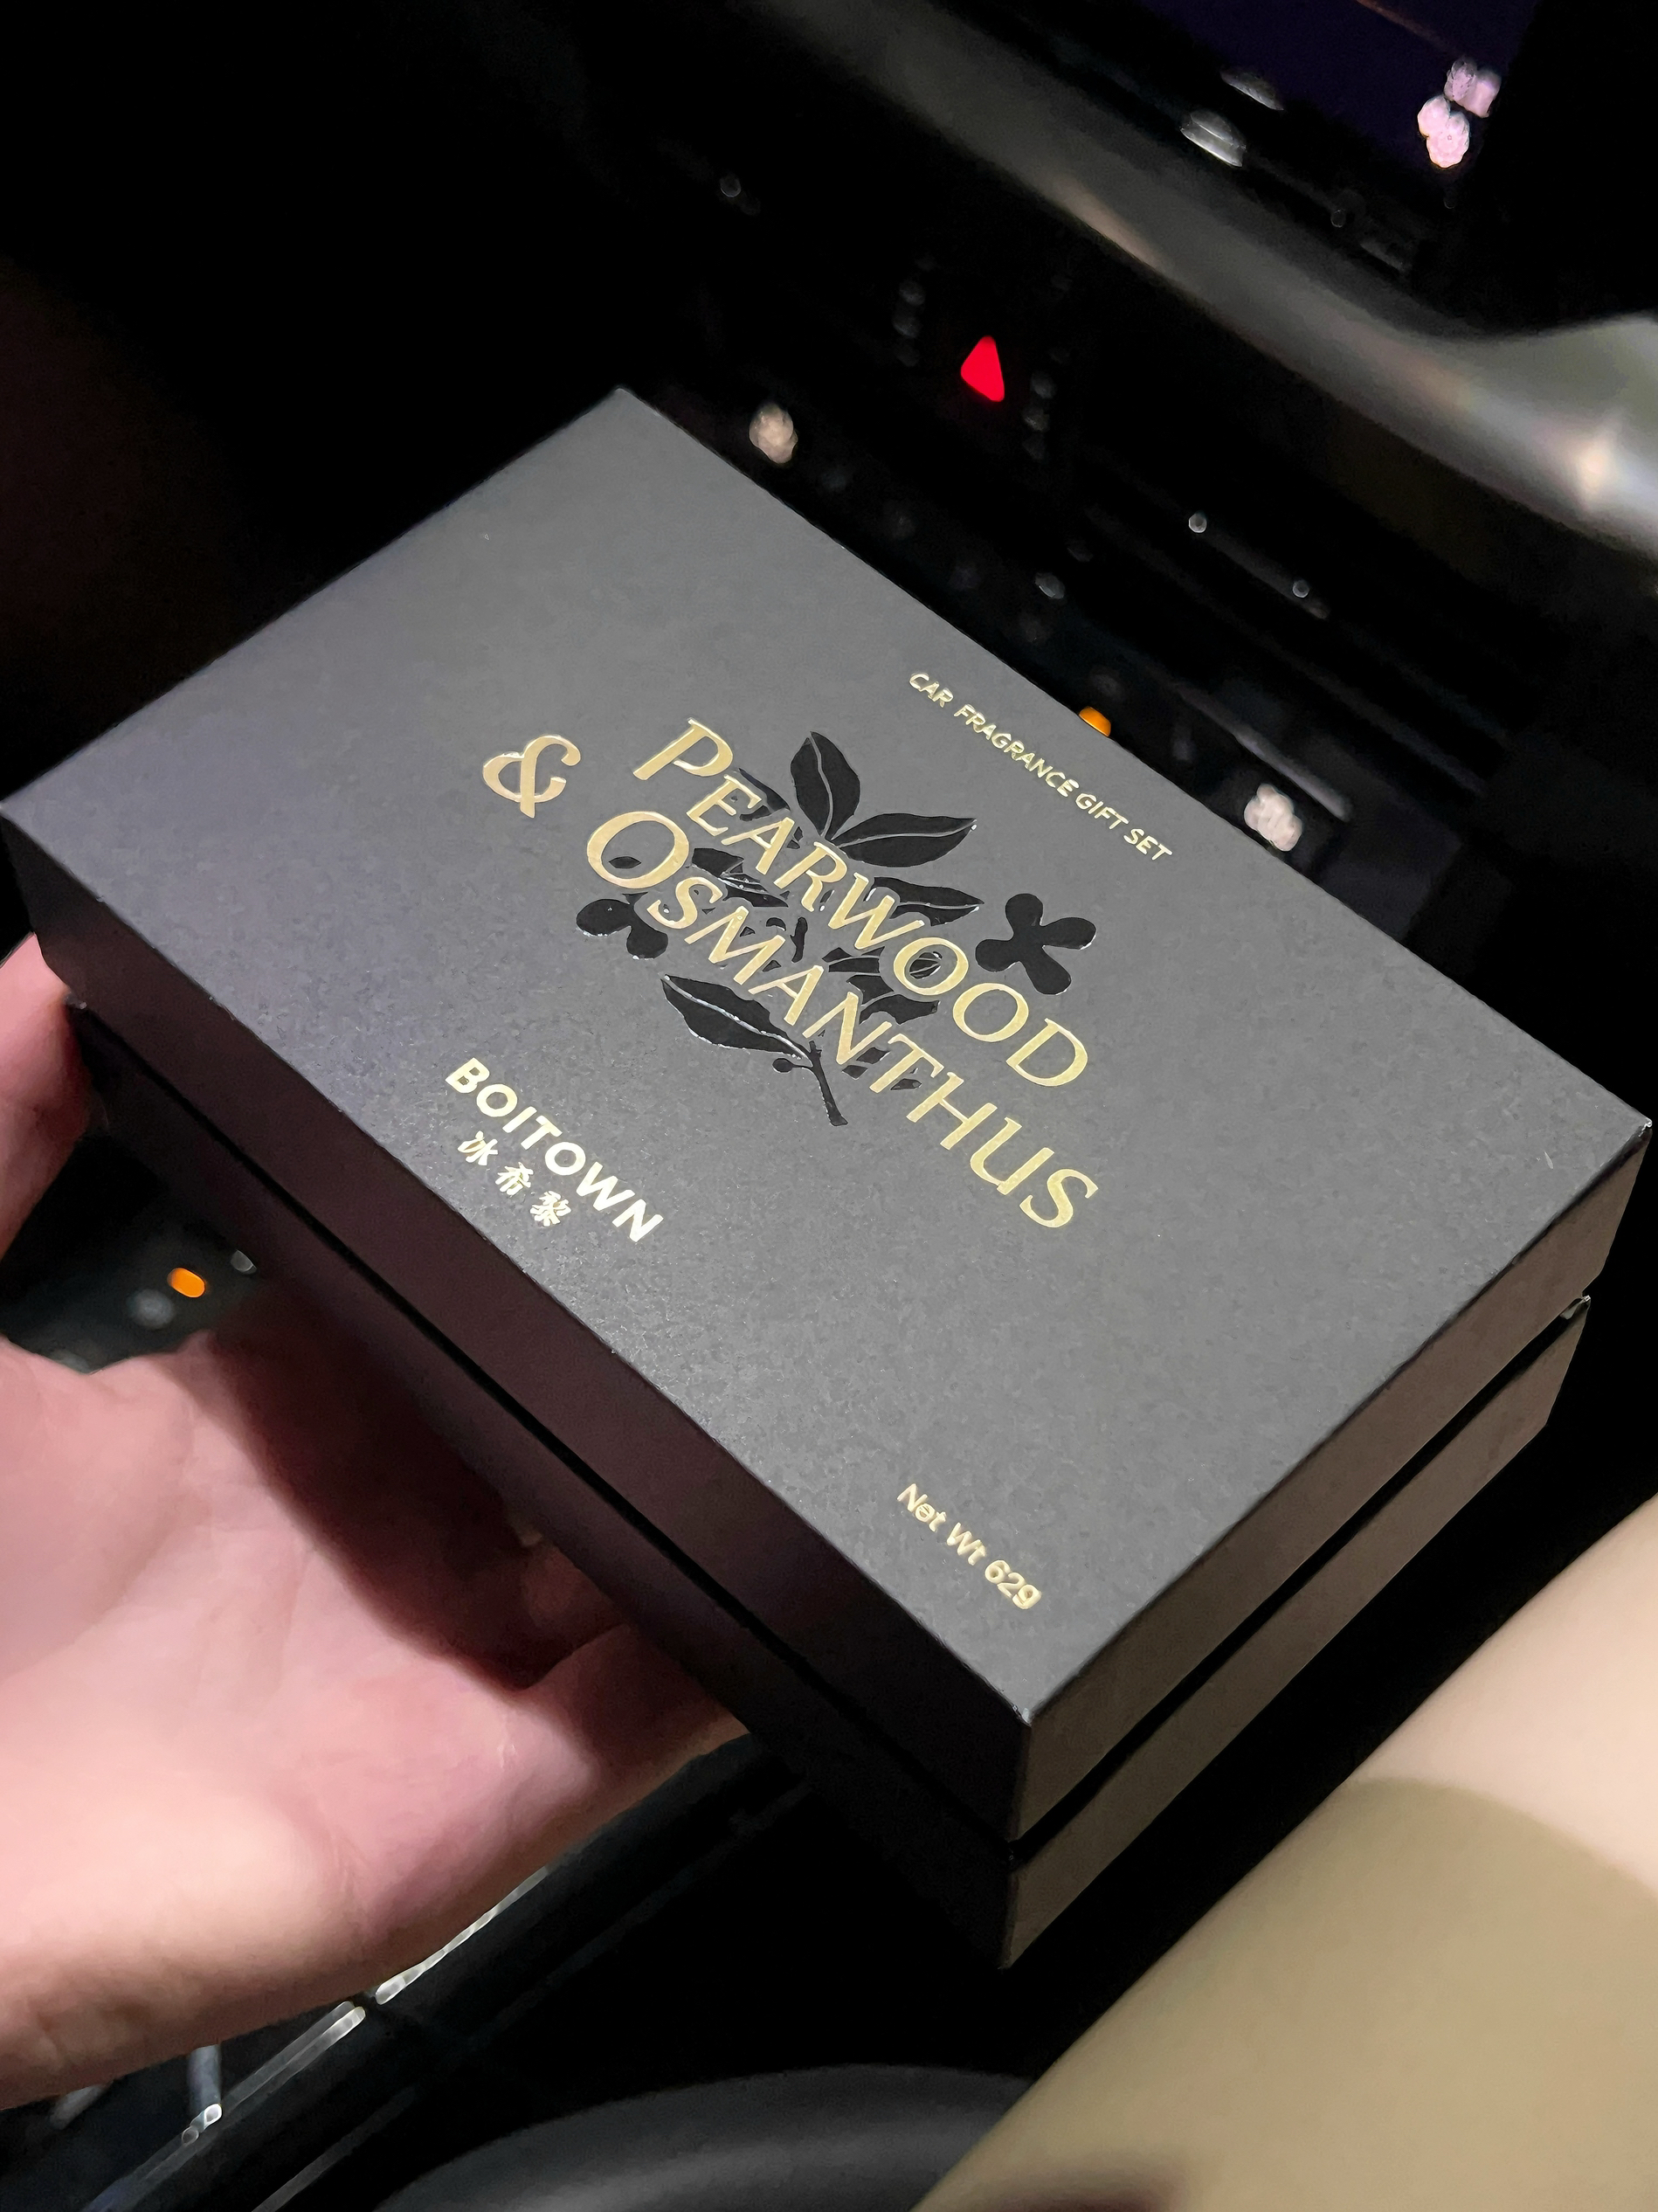 CAR FRAGRANCE GIFT SET
PEARWOOD
& OSMANTHUS
BOITOWN
冰希黎
Net Wt 62g